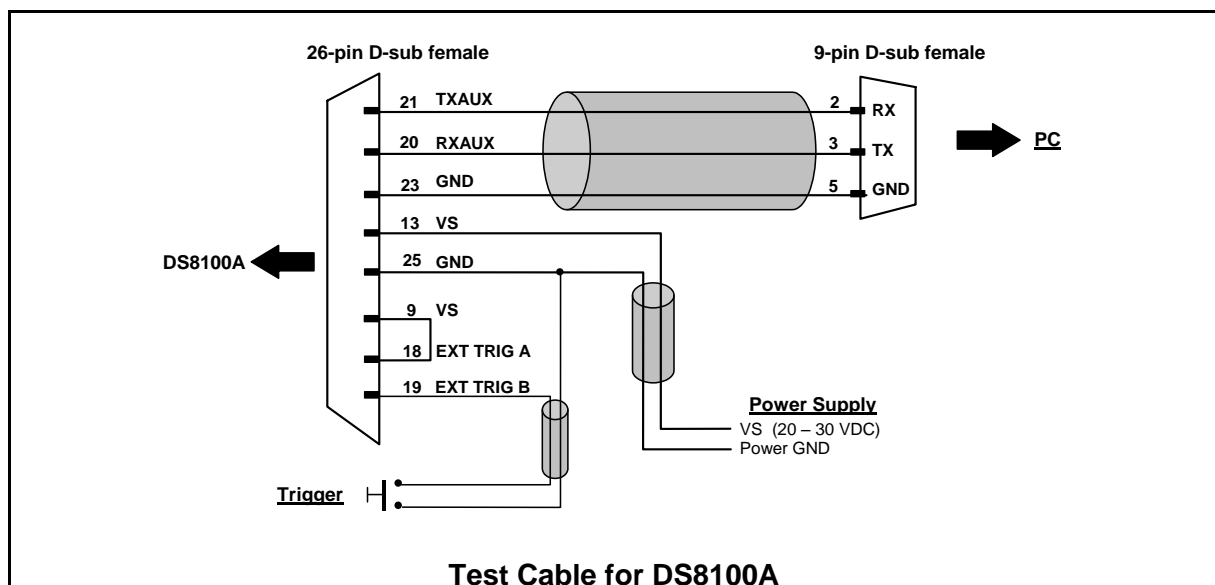 26-pin D-sub female
9-pin D-sub female
21 TXAUX 2 RX
20 RXAUX 3 TX
PC
23 GND 5 GND
13 VS
DS8100A
25 GND
9 VS
18 EXT TRIG A
19 EXT TRIG B
Power Supply
VS (20 – 30 VDC)
Power GND
Trigger
Test Cable for DS8100A